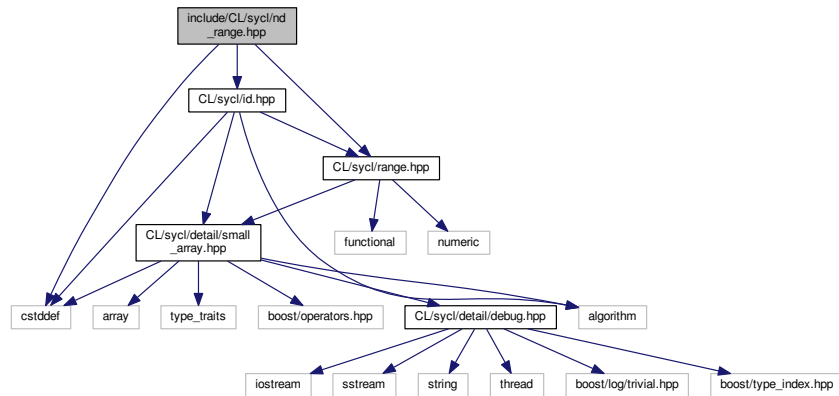 include/CL/sycl/nd
_range.hpp
CL/sycl/id.hpp
CL/sycl/range.hpp
CL/sycl/detail/small
_array.hpp
functional
numeric
cstddef
array
type_traits
boost/operators.hpp
CL/sycl/detail/debug.hpp
algorithm
iostream
sstream
string
thread
boost/log/trivial.hpp
boost/type_index.hpp